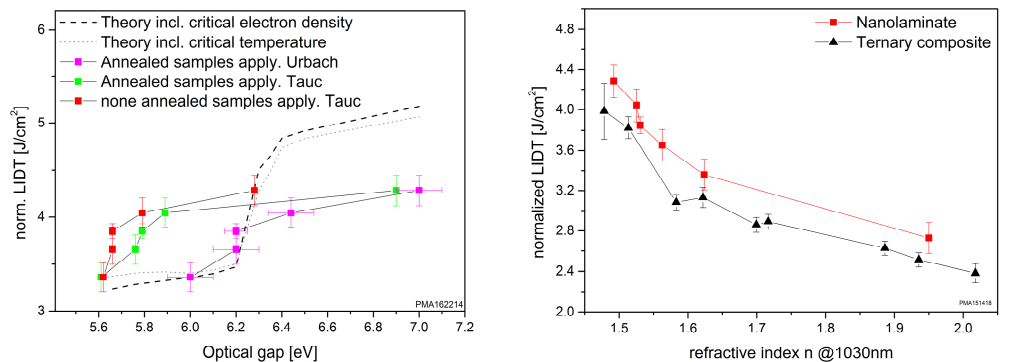 6
5
4
3
norm. LIDT [J/cm²]
Theory incl. critical electron density
Theory incl. critical temperature
Annealed samples apply. Urbach
Annealed samples apply. Tauc
none annealed samples apply. Tauc
PMA162214
5.6 5.8 6.0 6.2 6.4 6.6 6.8 7.0 7.2
Optical gap [eV]
4.8
4.4
4.0
3.6
3.2
2.8
2.4
2.0
normalized LIDT [J/cm²]
Nanolaminate
Ternary composite
PMA151418
1.5 1.6 1.7 1.8 1.9 2.0
refractive index n @1030nm